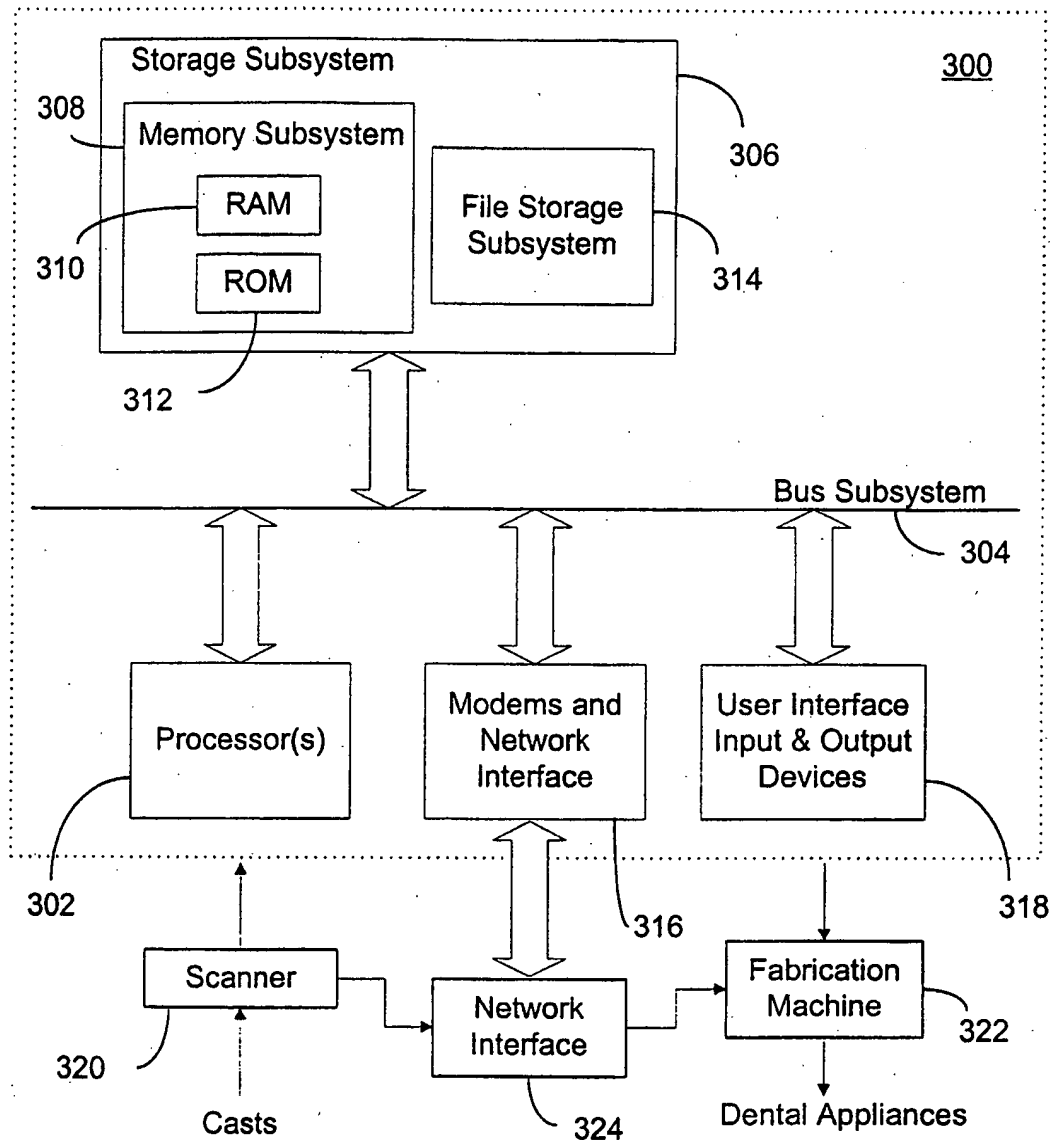 Storage Subsystem
300
308
Memory Subsystem
306
RAM
File Storage
Subsystem
310
ROM
314
312
Bus Subsystem
304
Processor(s)
Modems and
Network
Interface
User Interface
Input & Output
Devices
302
316
318
Scanner
Fabrication
Machine
320
Network
Interface
322
Casts
324
Dental Appliances